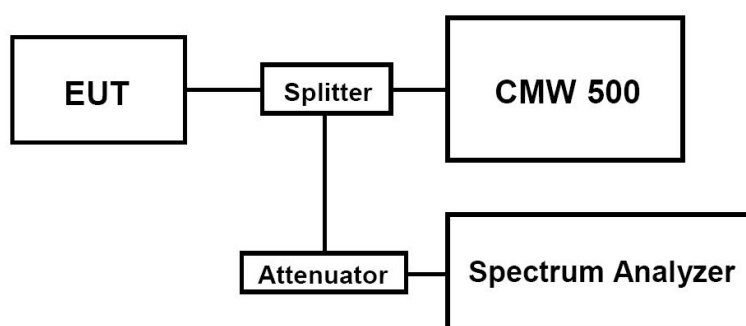 EUT
Splitter
CMW 500
Attenuator
Spectrum Analyzer